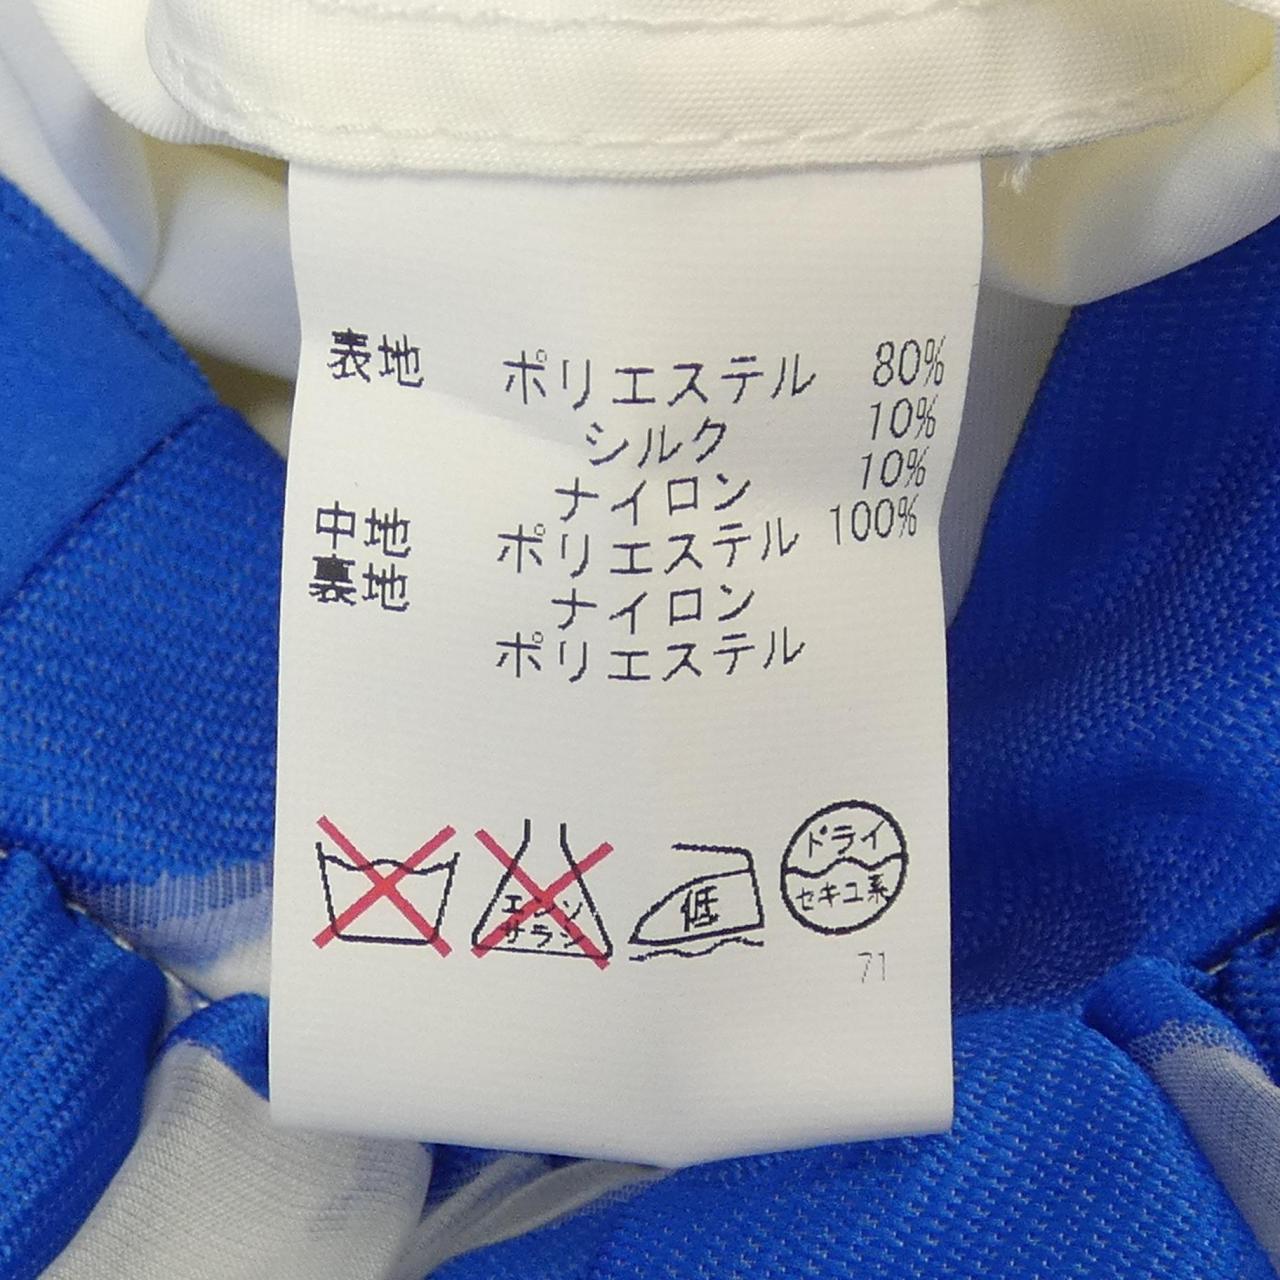 表地 ポリエステル 80%
シルク 10%
ナイロン 10%
中地 ポリエステル 100%
裏地 ナイロン
ポリエステル
エンソ
サラシ
低
ドライ
セキユ系
71